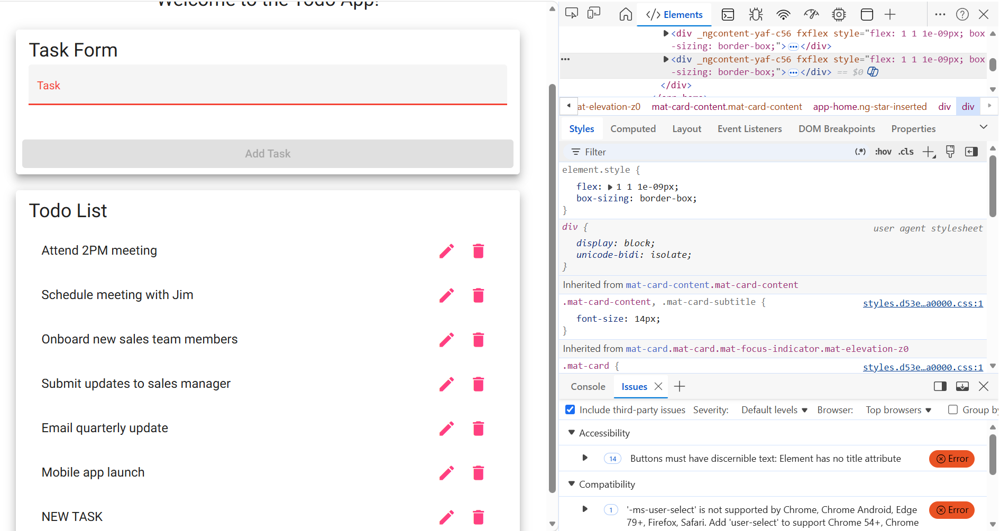 Welcome to the Todo App!
Task Form
Task
Add Task
Todo List
Attend 2PM meeting
Schedule meeting with Jim
Onboard new sales team members
Submit updates to sales manager
Email quarterly update
Mobile app launch
NEW TASK
Elements
<div _ngcontent-yaf-c56 fxflex style="flex: 1 1 1e-09px; box
-sizing: border-box;">…</div>
<div _ngcontent-yaf-c56 fxflex style="flex: 1 1 1e-09px; box
-sizing: border-box;">…</div> == $0
</div>
</app-home>
at-elevation-z0 mat-card-content.mat-card-content app-home.ng-star-inserted div div
Styles Computed Layout Event Listeners DOM Breakpoints Properties
Filter (.*) :hov .cls
element.style {
flex: 1 1 1e-09px;
box-sizing: border-box;
}
div { user agent stylesheet
display: block;
unicode-bidi: isolate;
}
Inherited from mat-card-content.mat-card-content
.mat-card-content, .mat-card-subtitle { styles.d53e…a0000.css:1
font-size: 14px;
}
Inherited from mat-card.mat-card.mat-focus-indicator.mat-elevation-z0
.mat-card { styles.d53e…a0000.css:1
Console Issues
Include third-party issues Severity: Default levels Browser: Top browsers Group by
Accessibility
14 Buttons must have discernible text: Element has no title attribute Error
Compatibility
1 '-ms-user-select' is not supported by Chrome, Chrome Android, Edge Error
79+, Firefox, Safari. Add 'user-select' to support Chrome 54+, Chrome